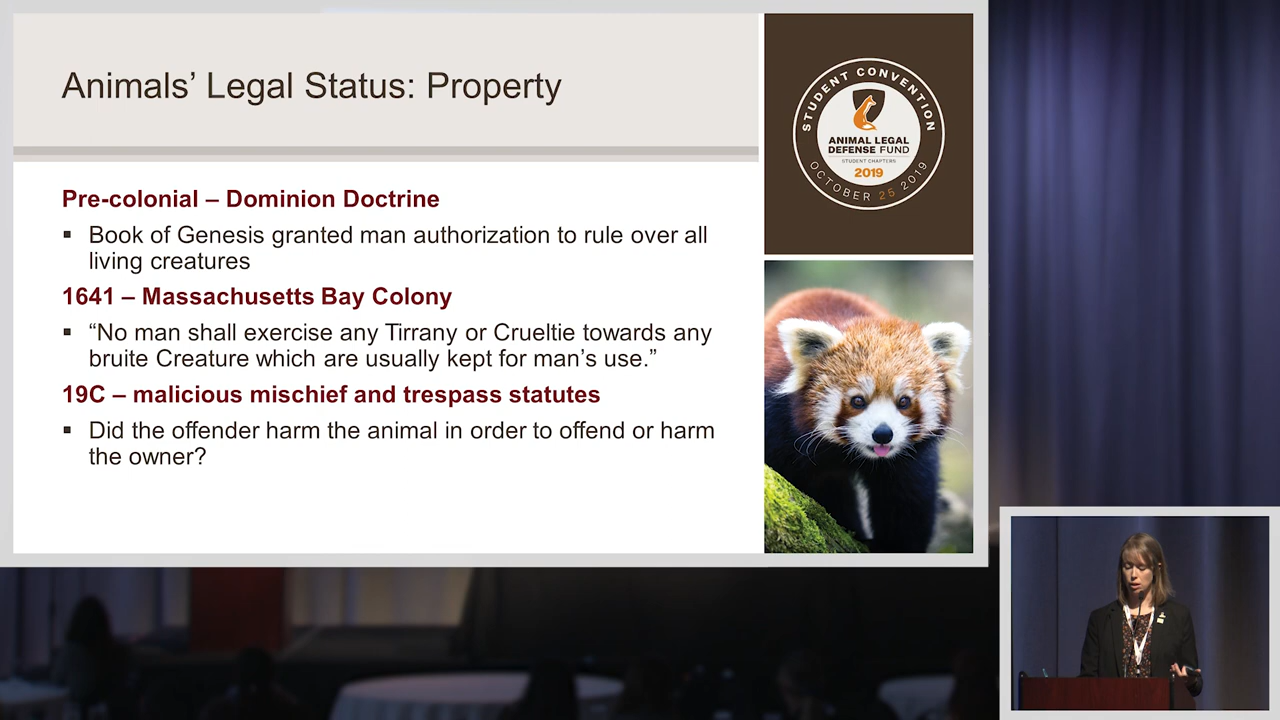 Animals’ Legal Status: Property
Pre-colonial – Dominion Doctrine
▪ Book of Genesis granted man authorization to rule over all
living creatures
1641 – Massachusetts Bay Colony
▪ “No man shall exercise any Tirrany or Crueltie towards any
bruite Creature which are usually kept for man’s use.”
19C – malicious mischief and trespass statutes
▪ Did the offender harm the animal in order to offend or harm
the owner?
STUDENT CONVENTION
ANIMAL LEGAL
DEFENSE FUND
STUDENT CHAPTERS
2019
OCTOBER 25 2019